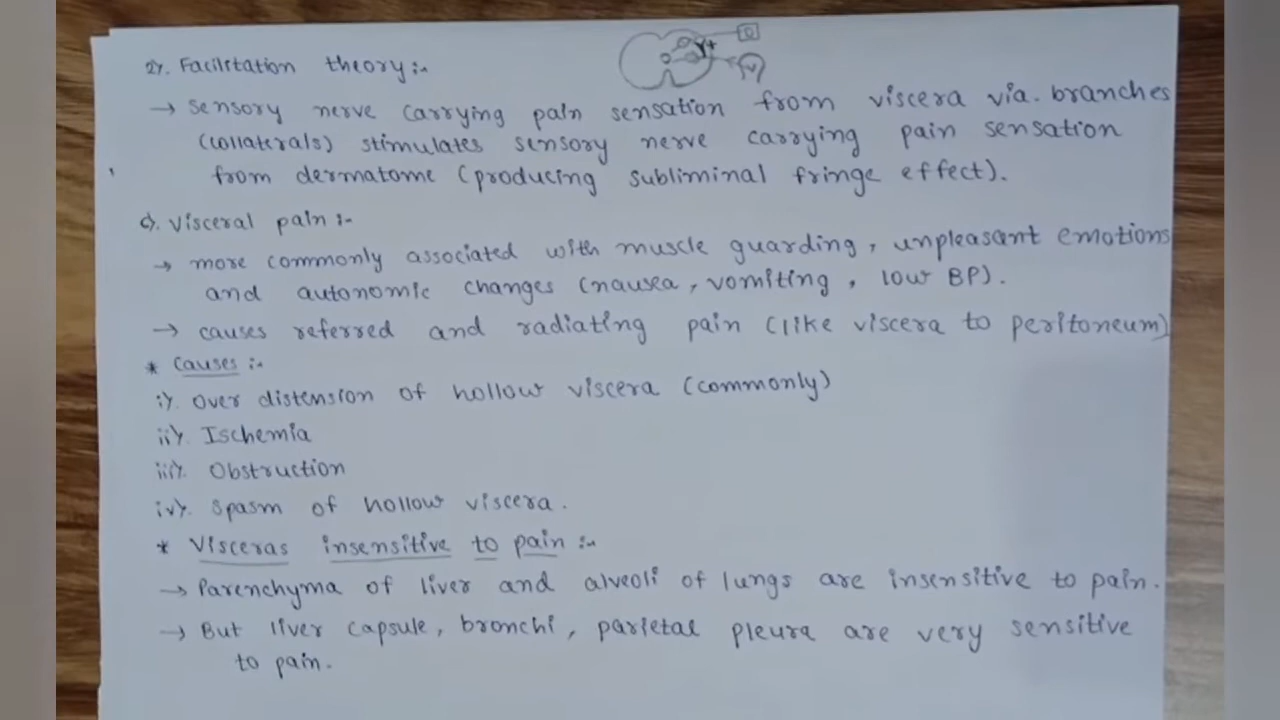 2). Facilitation theory:-
→ sensory nerve carrying pain sensation from viscera via. branches
(collaterals) stimulates sensory nerve carrying pain sensation
from dermatome (producing subliminal fringe effect).
c). Visceral pain :-
→ more commonly associated with muscle guarding, unpleasant emotions
and autonomic changes (nausea, vomiting, low BP).
→ causes referred and radiating pain (like viscera to peritoneum)
* Causes :-
i). Over distension of hollow viscera (commonly)
ii). Ischemia
iii). Obstruction
iv). Spasm of hollow viscera.
* Visceras insensitive to pain :-
→ Parenchyma of liver and alveoli of lungs are insensitive to pain.
→ But liver capsule, bronchi, parietal pleura are very sensitive
to pain.